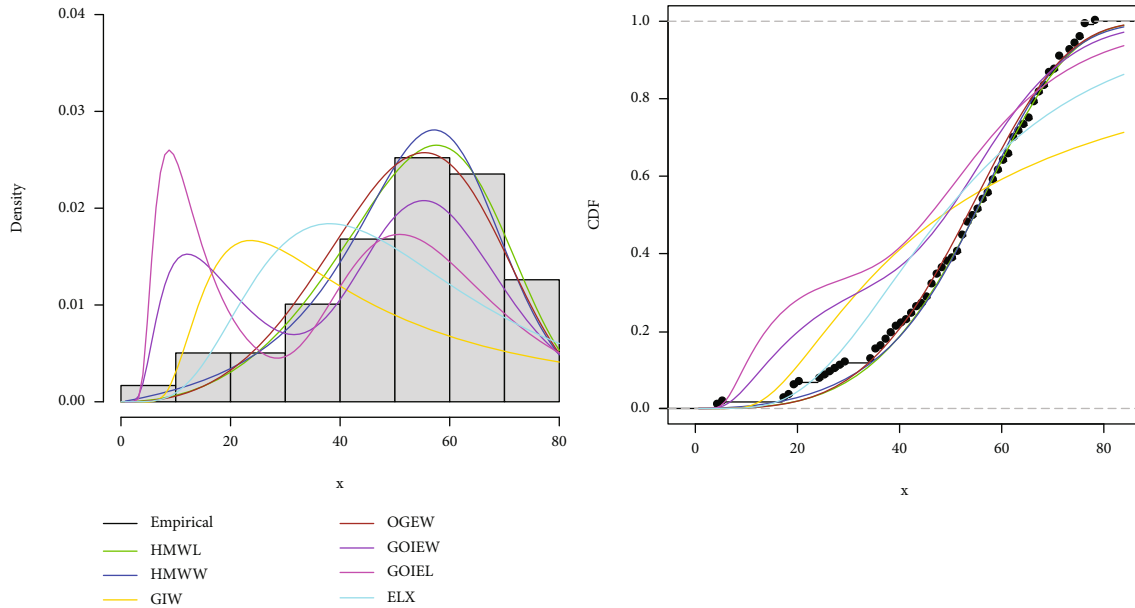 0.04
0.03
0.02
0.01
0.00
Density
0 20 40 60 80
x
1.0
0.8
0.6
0.4
0.2
0.0
CDF
0 20 40 60 80
x
Empirical
HMWL
HMWW
GIW
OGEW
GOIEW
GOIEL
ELX